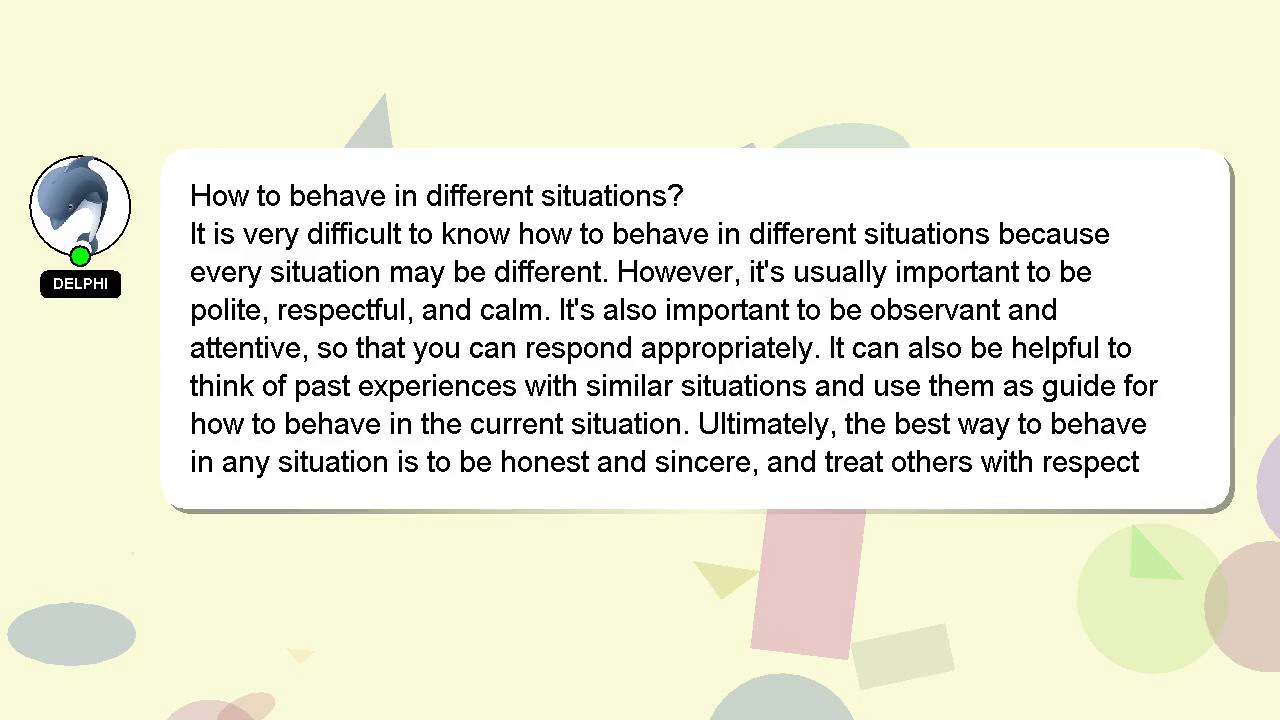 How to behave in different situations?
It is very difficult to know how to behave in different situations because
every situation may be different. However, it's usually important to be
polite, respectful, and calm. It's also important to be observant and
attentive, so that you can respond appropriately. It can also be helpful to
think of past experiences with similar situations and use them as guide for
how to behave in the current situation. Ultimately, the best way to behave
in any situation is to be honest and sincere, and treat others with respect
DELPHI